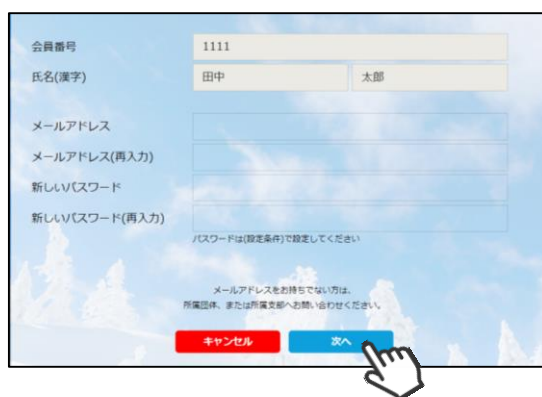 会員番号 1111
氏名(漢字) 田中 太郎
メールアドレス
メールアドレス(再入力)
新しいパスワード
新しいパスワード(再入力)
パスワードは(設定条件)で設定してください
メールアドレスをお持ちでない方は、
所属団体、または所属支部へお問い合わせください。
キャンセル 次へ